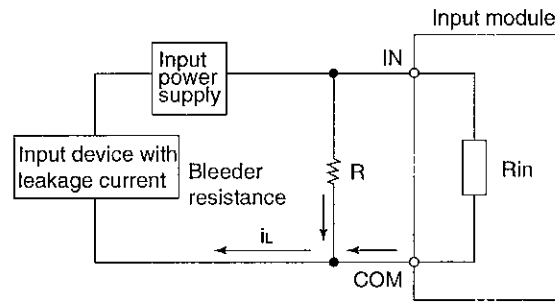 Input module
Input
power
supply
IN
Input device with
leakage current
Bleeder
resistance
R
Rin
iL
COM